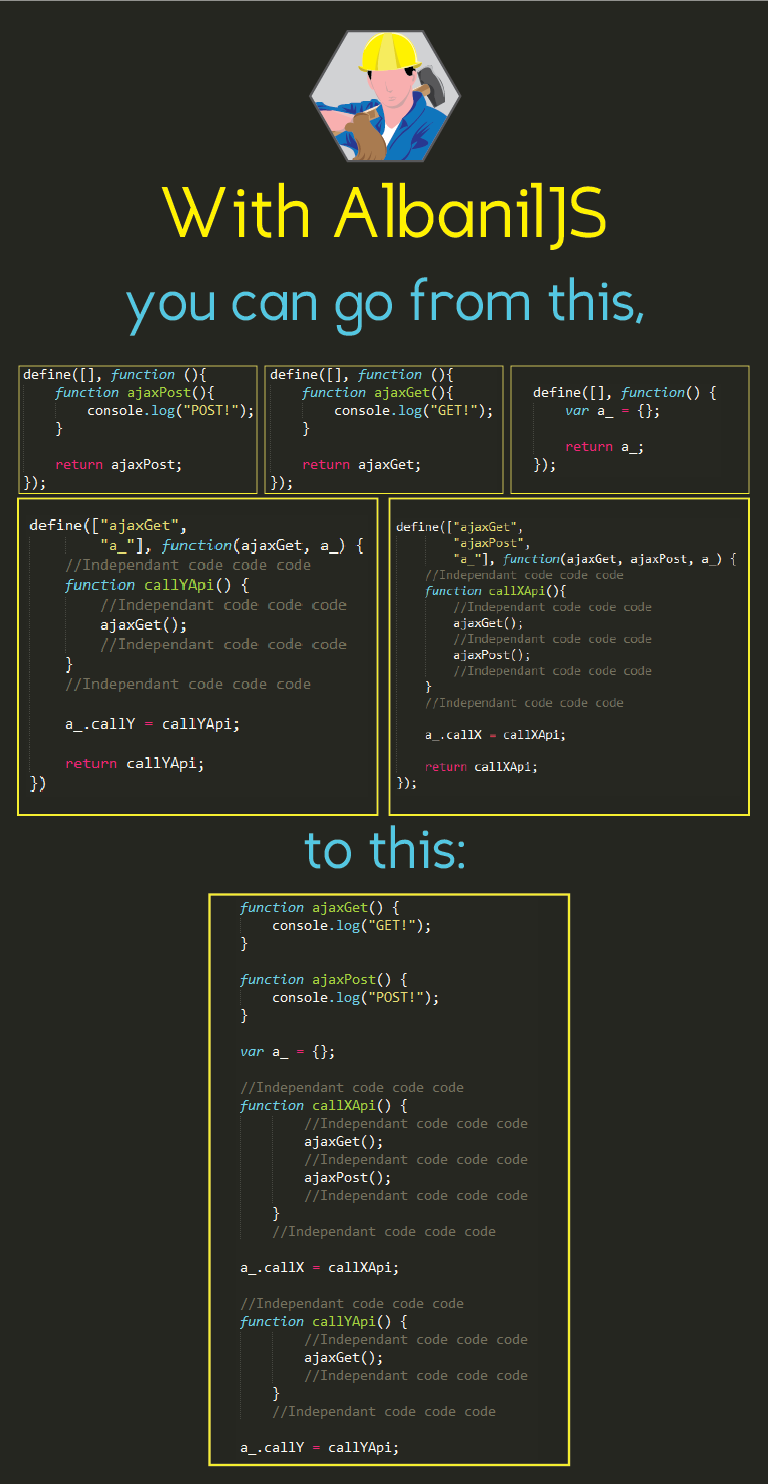 With AlbanilJS
you can go from this,
define([], function (){
function ajaxPost(){
console.log("POST!");
}
return ajaxPost;
});
define([], function (){
function ajaxGet(){
console.log("GET!");
}
return ajaxGet;
});
define([], function() {
var a_ = {};
return a_;
});
define(["ajaxGet",
"a_"], function(ajaxGet, a_) {
//Independant code code code
function callYApi() {
//Independant code code code
ajaxGet();
//Independant code code code
}
//Independant code code code
a_.callY = callYApi;
return callYApi;
})
define(["ajaxGet",
"ajaxPost",
"a_"], function(ajaxGet, ajaxPost, a_) {
//Independant code code code
function callXApi(){
//Independant code code code
ajaxGet();
//Independant code code code
ajaxPost();
//Independant code code code
}
//Independant code code code
a_.callX = callXApi;
return callXApi;
});
to this:
function ajaxGet() {
console.log("GET!");
}
function ajaxPost() {
console.log("POST!");
}
var a_ = {};
//Independant code code code
function callXApi() {
//Independant code code code
ajaxGet();
//Independant code code code
ajaxPost();
//Independant code code code
}
//Independant code code code
a_.callX = callXApi;
//Independant code code code
function callYApi() {
//Independant code code code
ajaxGet();
//Independant code code code
}
//Independant code code code
a_.callY = callYApi;